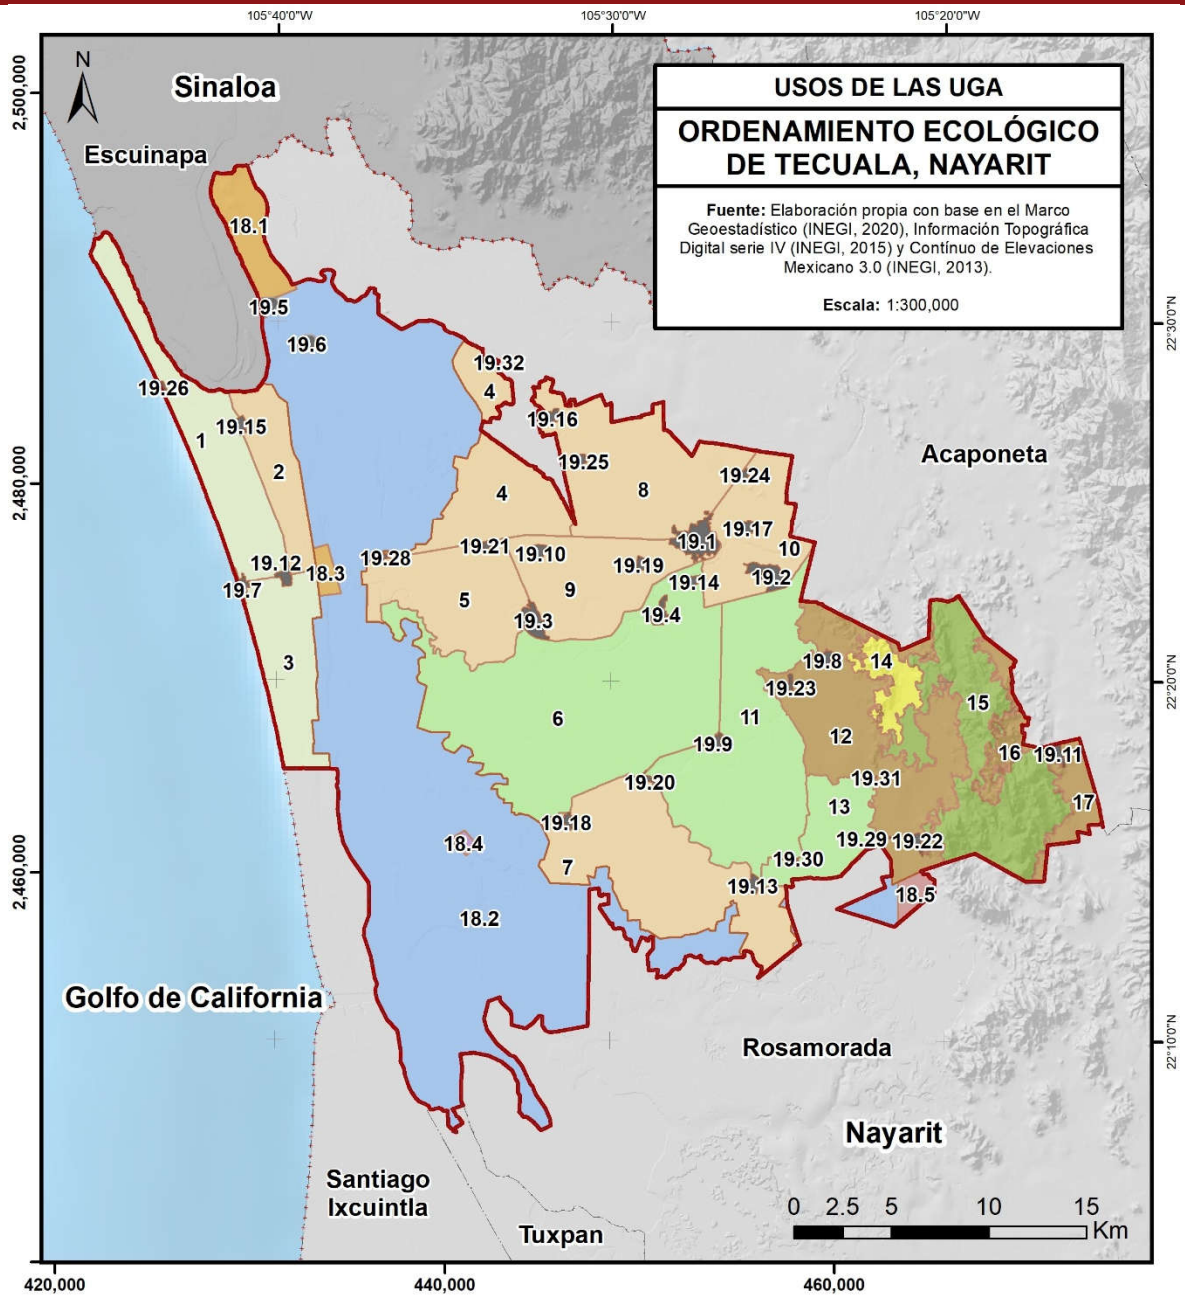 105°40'0"W
105°30'0"W
105°20'0"W
N
Sinaloa
Escuinapa
USOS DE LAS UGA
ORDENAMIENTO ECOLÓGICO
DE TECUALA, NAYARIT
Fuente: Elaboración propia con base en el Marco
Geoestadístico (INEGI, 2020), Información Topográfica
Digital serie IV (INEGI, 2015) y Contínuo de Elevaciones
Mexicano 3.0 (INEGI, 2013).
Escala: 1:300,000
2,500,000
2,480,000
2,460,000
2,440,000
22°30'0"N
22°20'0"N
22°10'0"N
18.1
19.5
19.6
19.32
4
19.26
19.15
1
2
19.16
19.25
8
19.24
Acaponeta
4
19.17
19.1
10
19.28
19.21
19.10
19.19
19.14
19.2
19.12
18.3
19.7
5
9
19.3
19.4
3
19.8
14
19.23
15
6
11
12
16
19.11
19.9
19.20
19.31
17
13
19.18
18.4
19.29
19.22
7
19.30
19.13
18.5
18.2
Golfo de California
Rosamorada
Nayarit
Santiago
Ixcuintla
Tuxpan
0 2.5 5 10 15
Km
420,000
440,000
460,000